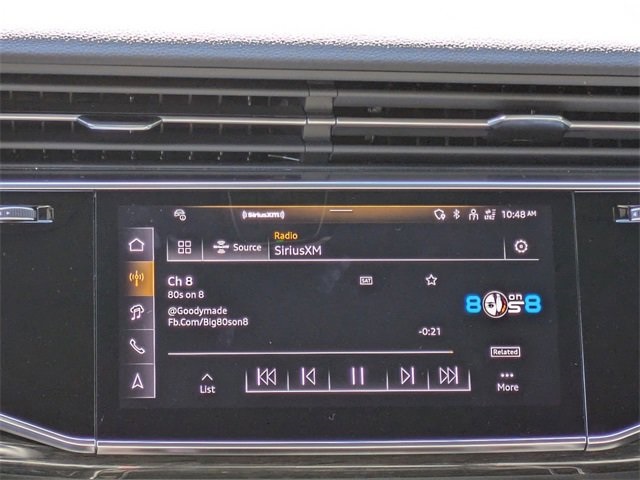 ((SiriusXM))
10:48 AM
Radio
Source
SiriusXM
Ch 8
SAT
80s on 8
@Goodymade
Fb.Com/Big80son8
8 on 8
-0:21
Related
List
More